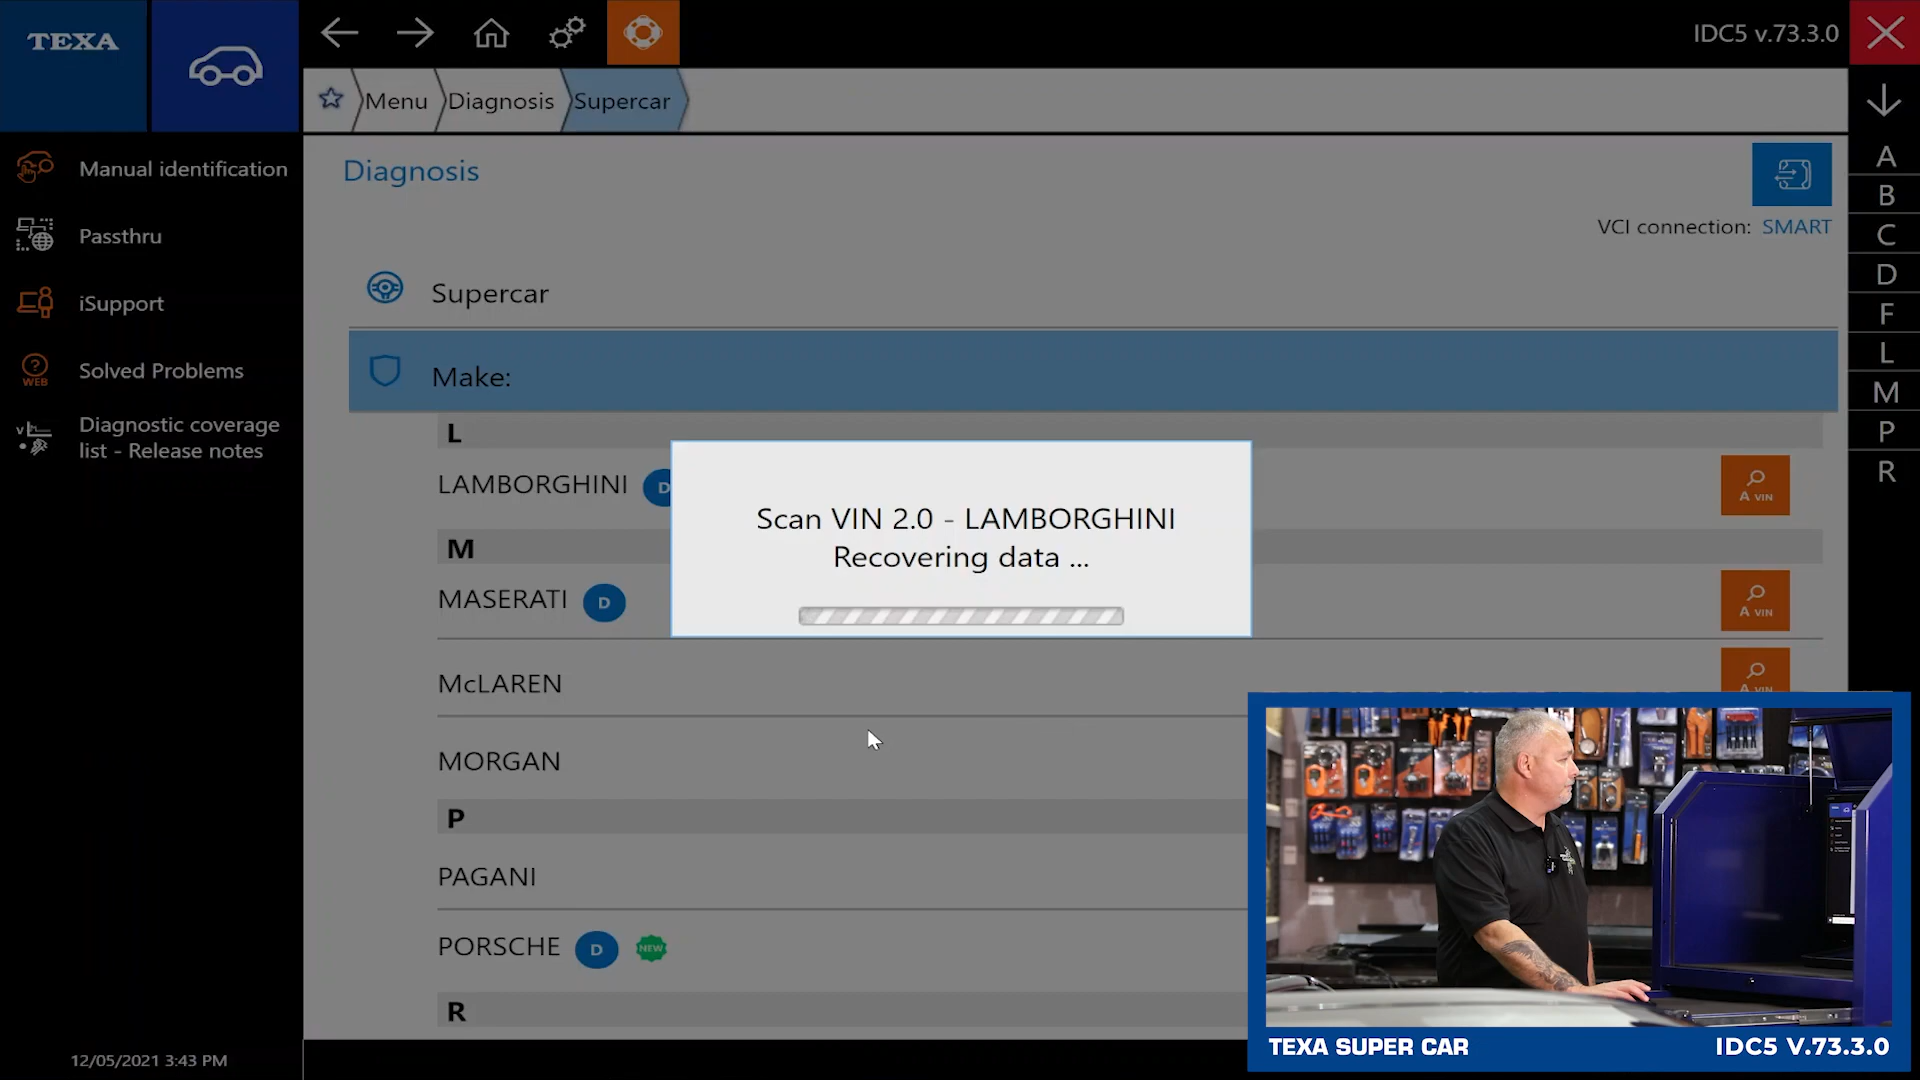 TEXA
IDC5 v.73.3.0
Menu
Diagnosis
Supercar
Manual identification
Passthru
iSupport
WEB
Solved Problems
V
Diagnostic coverage
list - Release notes
12/05/2021 3:43 PM
Diagnosis
VCI connection: SMART
Supercar
Make:
L
LAMBORGHINI D
A VIN
M
MASERATI D
A VIN
McLAREN
A VIN
MORGAN
P
PAGANI
PORSCHE D NEW
R
Scan VIN 2.0 - LAMBORGHINI
Recovering data ...
A
B
C
D
F
L
M
P
R
TEXA SUPER CAR
IDC5 V.73.3.0